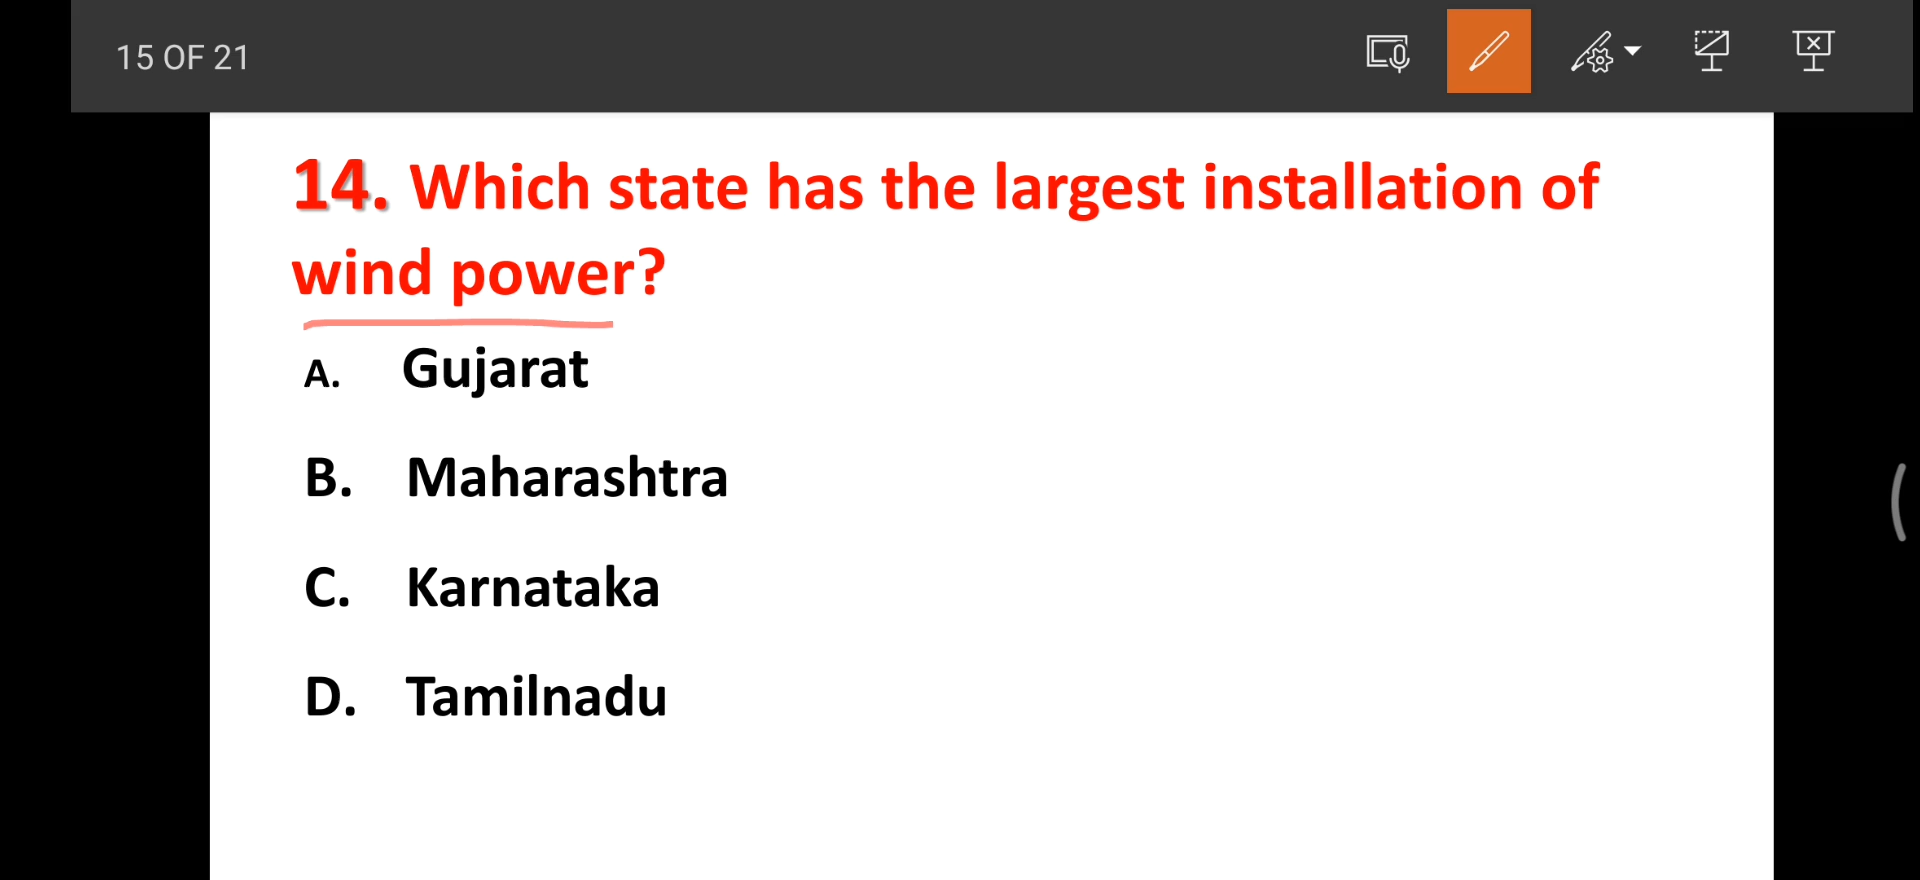 15 OF 21
14. Which state has the largest installation of
wind power?
A. Gujarat
B. Maharashtra
C. Karnataka
D. Tamilnadu